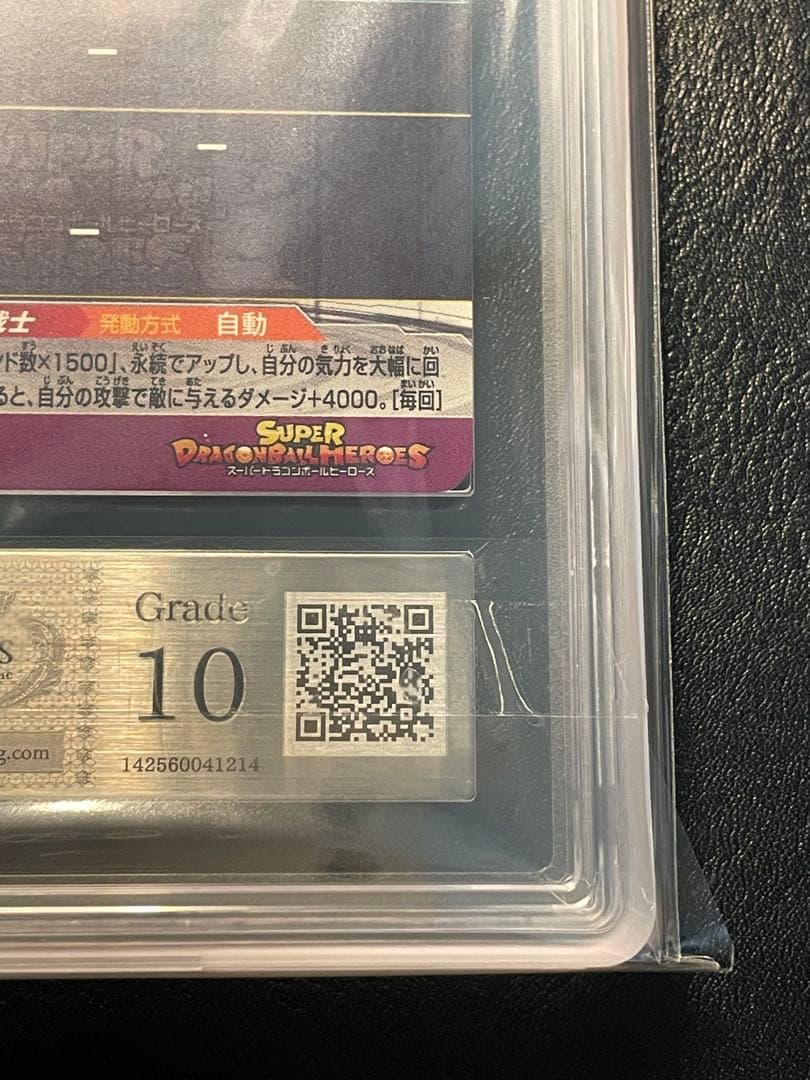 戦士 発動方式 自動
ンド数×1500」、永続でアップし、自分の気力を大幅に回
ると、自分の攻撃で敵に与えるダメージ+4000。[毎回]
SUPER
DRAGONBALL HEROES
スーパードラゴンボールヒーローズ
Grade
10
142560041214
g.com